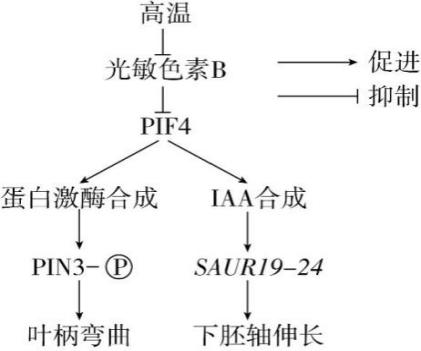 高温
光敏色素B
促进
抑制
PIF4
蛋白激酶合成 IAA合成
PIN3-Ⓟ SAUR19-24
叶柄弯曲 下胚轴伸长